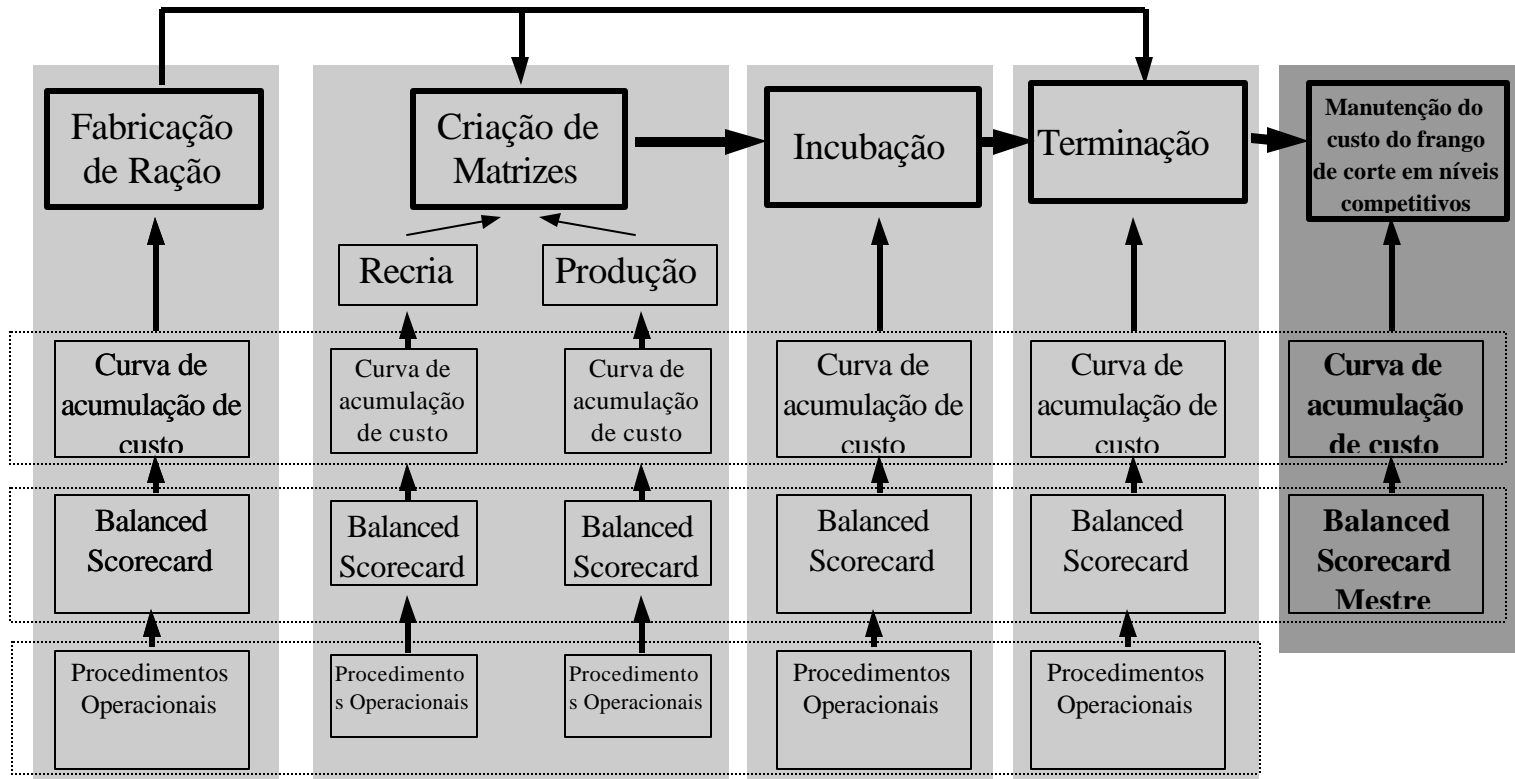 Fabricação
de Ração
Criação de
Matrizes
Incubação
Terminação
Manutenção do
custo do frango
de corte em níveis
competitivos
Recria
Produção
Curva de
acumulação de
custo
Curva de
acumulação
de custo
Curva de
acumulação
de custo
Curva de
acumulação de
custo
Curva de
acumulação de
custo
Curva de
acumulação
de custo
Balanced
Scorecard
Balanced
Scorecard
Balanced
Scorecard
Balanced
Scorecard
Balanced
Scorecard
Balanced
Scorecard
Mestre
Procedimentos
Operacionais
Procedimento
s Operacionais
Procedimento
s Operacionais
Procedimentos
Operacionais
Procedimentos
Operacionais